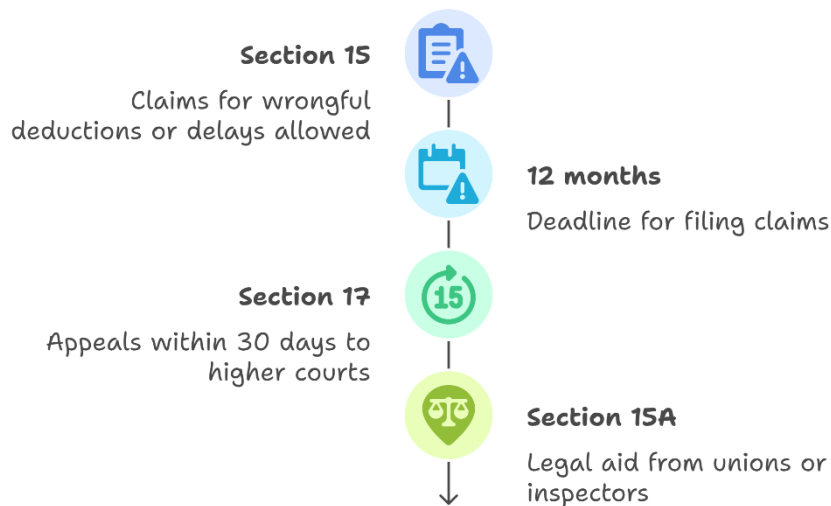 Section 15
Claims for wrongful
deductions or delays allowed
12 months
Deadline for filing claims
Section 17
15
Appeals within 30 days to
higher courts
Section 15A
Legal aid from unions or
inspectors